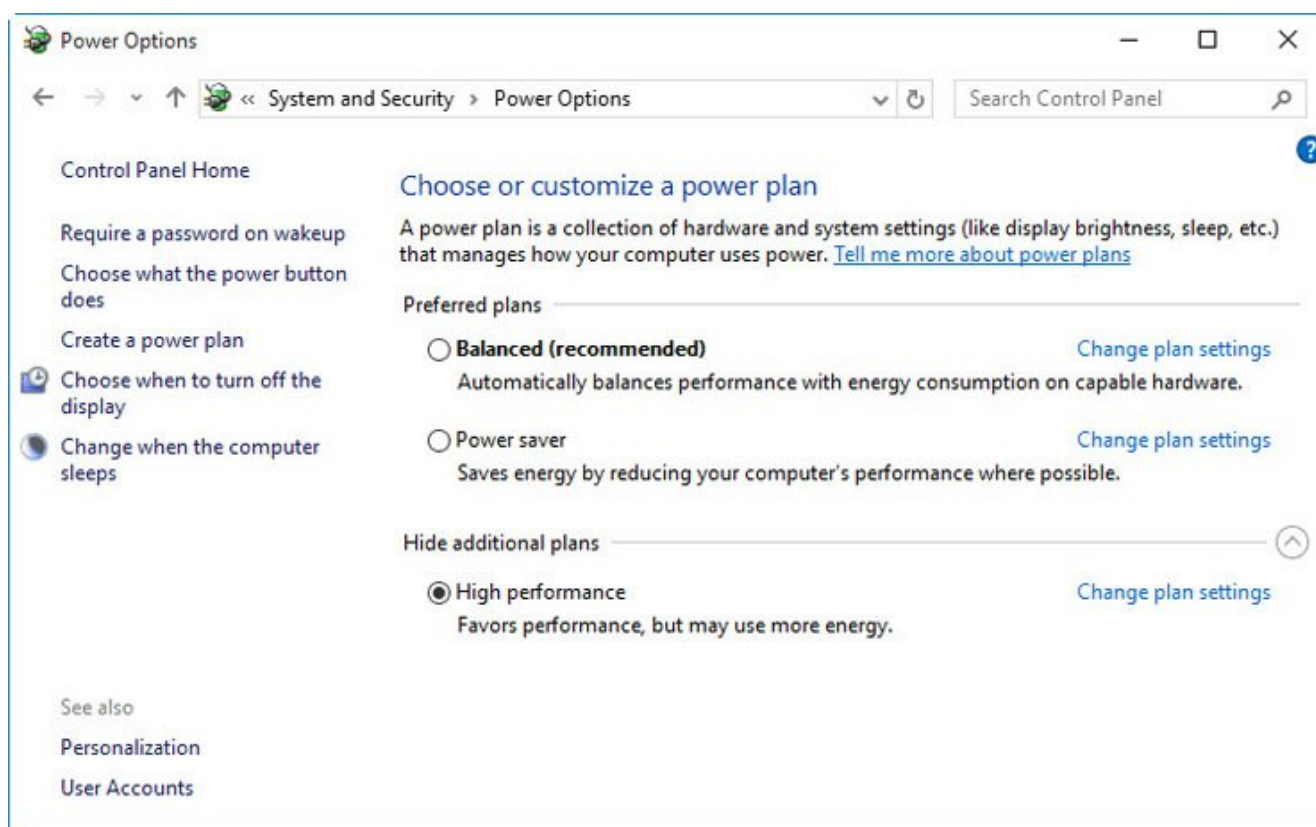 Power Options
« System and Security > Power Options
Search Control Panel
?
Control Panel Home
Require a password on wakeup
Choose what the power button
does
Create a power plan
Choose when to turn off the
display
Change when the computer
sleeps
See also
Personalization
User Accounts
Choose or customize a power plan
A power plan is a collection of hardware and system settings (like display brightness, sleep, etc.)
that manages how your computer uses power. Tell me more about power plans
Preferred plans
Balanced (recommended) Change plan settings
Automatically balances performance with energy consumption on capable hardware.
Power saver Change plan settings
Saves energy by reducing your computer's performance where possible.
Hide additional plans
High performance Change plan settings
Favors performance, but may use more energy.